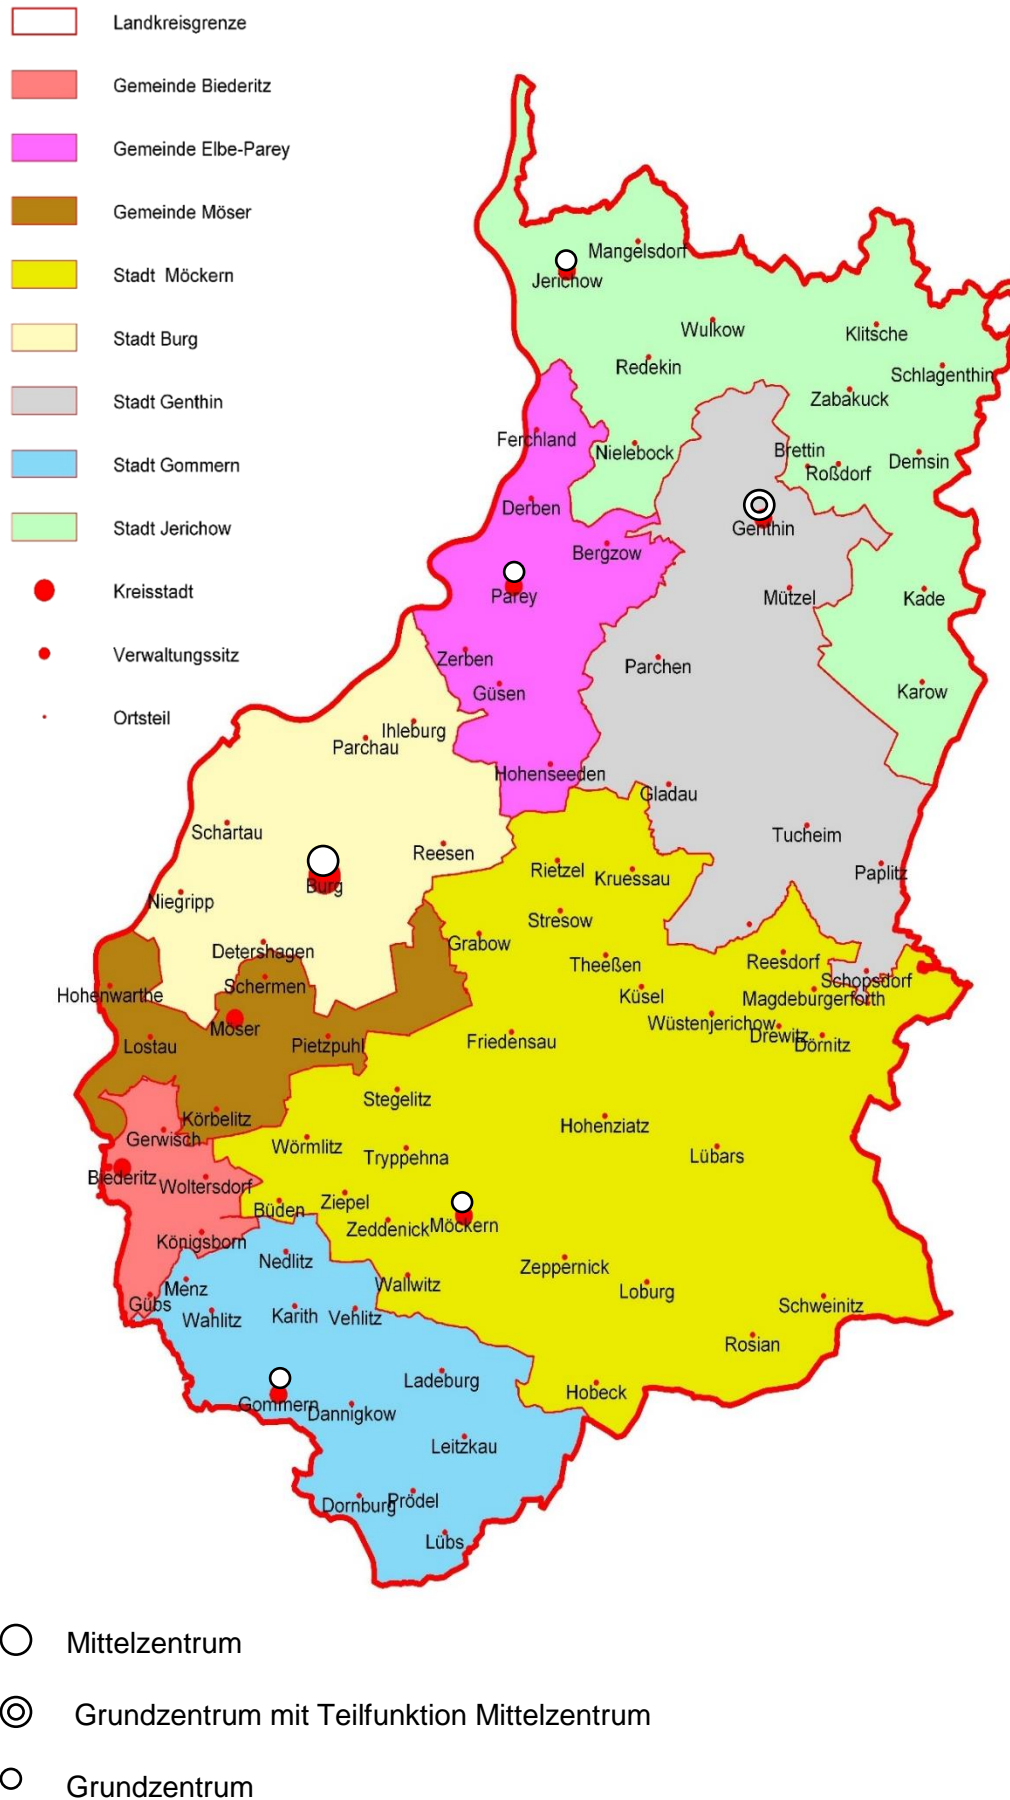 Landkreisgrenze
Gemeinde Biederitz
Gemeinde Elbe-Parey
Gemeinde Möser
Stadt Möckern
Stadt Burg
Stadt Genthin
Stadt Gommern
Stadt Jerichow
Kreisstadt
Verwaltungssitz
Ortsteil
Mangelsdorf
Jerichow
Wulkow
Klitsche
Redekin
Schlagenthin
Zabakuck
Ferchland
Nielebock
Brettin
Roßdorf
Demsin
Derben
Genthin
Bergzow
Parey
Mützel
Kade
Zerben
Parchen
Güsen
Karow
Ihleburg
Parchau
Hohenseeden
Gladau
Schartau
Tucheim
Reesen
Rietzel
Kruessau
Paplitz
Burg
Niegripp
Stresow
Detershagen
Grabow
Theeßen
Reesdorf
Schermen
Schopsdorf
Hohenwarthe
Küsel
Magdeburgerforth
Möser
Wüstenjerichow
Drewitz
Dörnitz
Lostau
Pietzpuhl
Friedensau
Stegelitz
Körbelitz
Hohenziatz
Gerwisch
Wörmlitz
Tryppehna
Lübars
Biederitz
Woltersdorf
Büden
Ziepel
Zeddenick
Möckern
Königsborn
Nedlitz
Zeppernick
Menz
Wallwitz
Loburg
Gübs
Wahlitz
Karith
Vehlitz
Schweinitz
Rosian
Ladeburg
Hobeck
Gommern
Dannigkow
Leitzkau
Dornburg
Prödel
Lübs
Mittelzentrum
Grundzentrum mit Teilfunktion Mittelzentrum
Grundzentrum